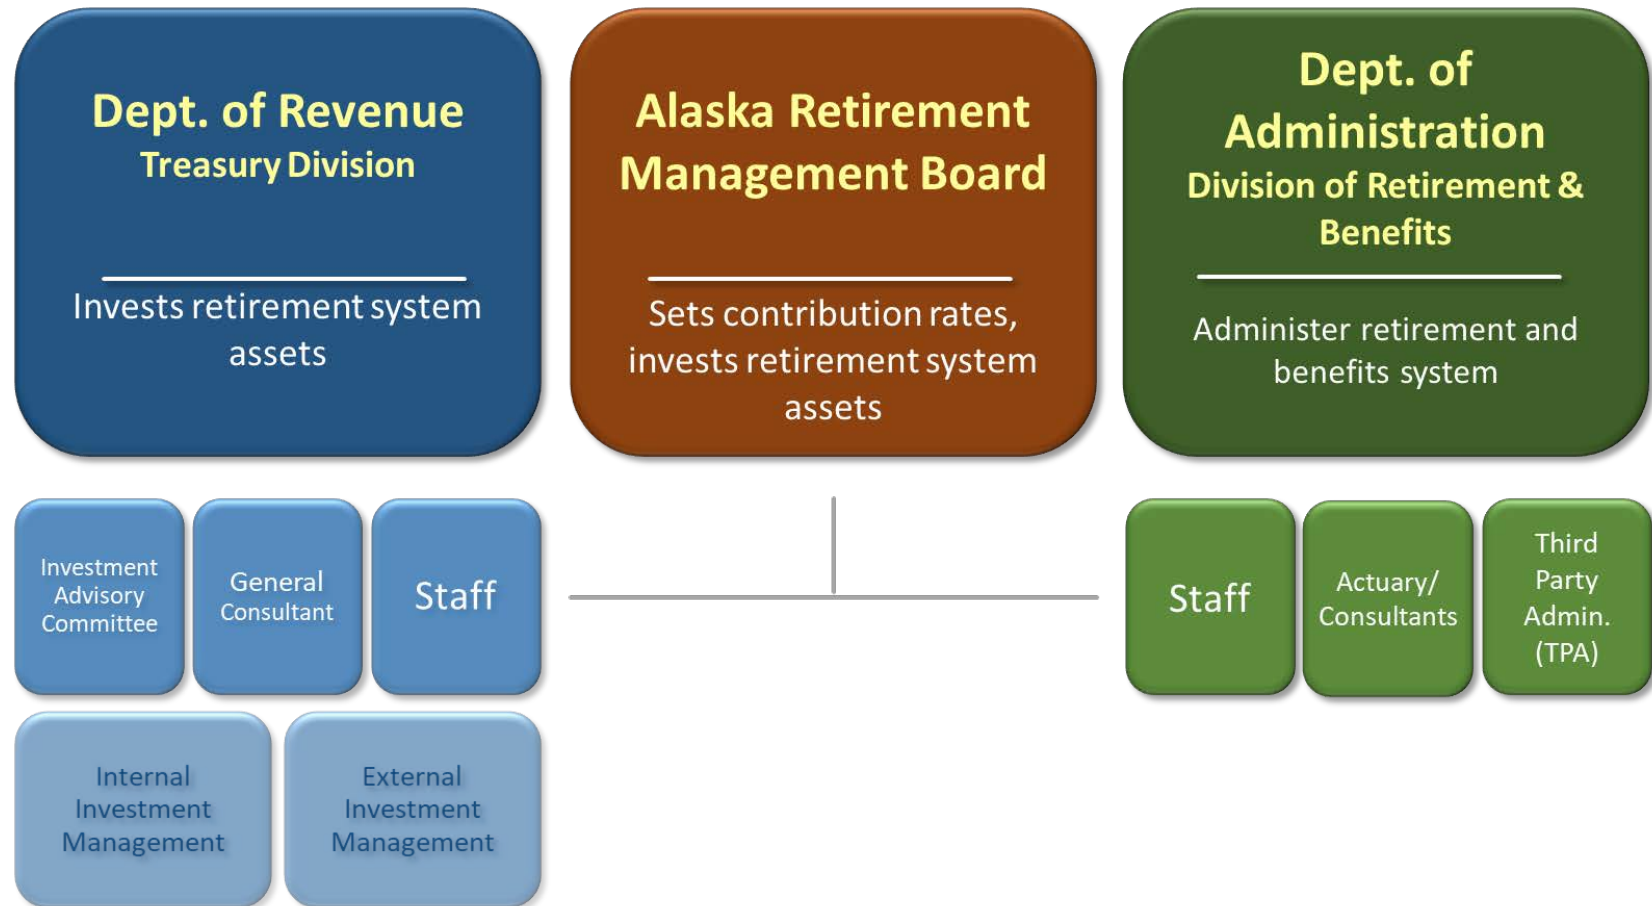 Dept. of Revenue
Treasury Division
Invests retirement system
assets
Alaska Retirement
Management Board
Sets contribution rates,
invests retirement system
assets
Dept. of
Administration
Division of Retirement &
Benefits
Administer retirement and
benefits system
Investment
Advisory
Committee
General
Consultant
Staff
Staff
Actuary/
Consultants
Third
Party
Admin.
(TPA)
Internal
Investment
Management
External
Investment
Management